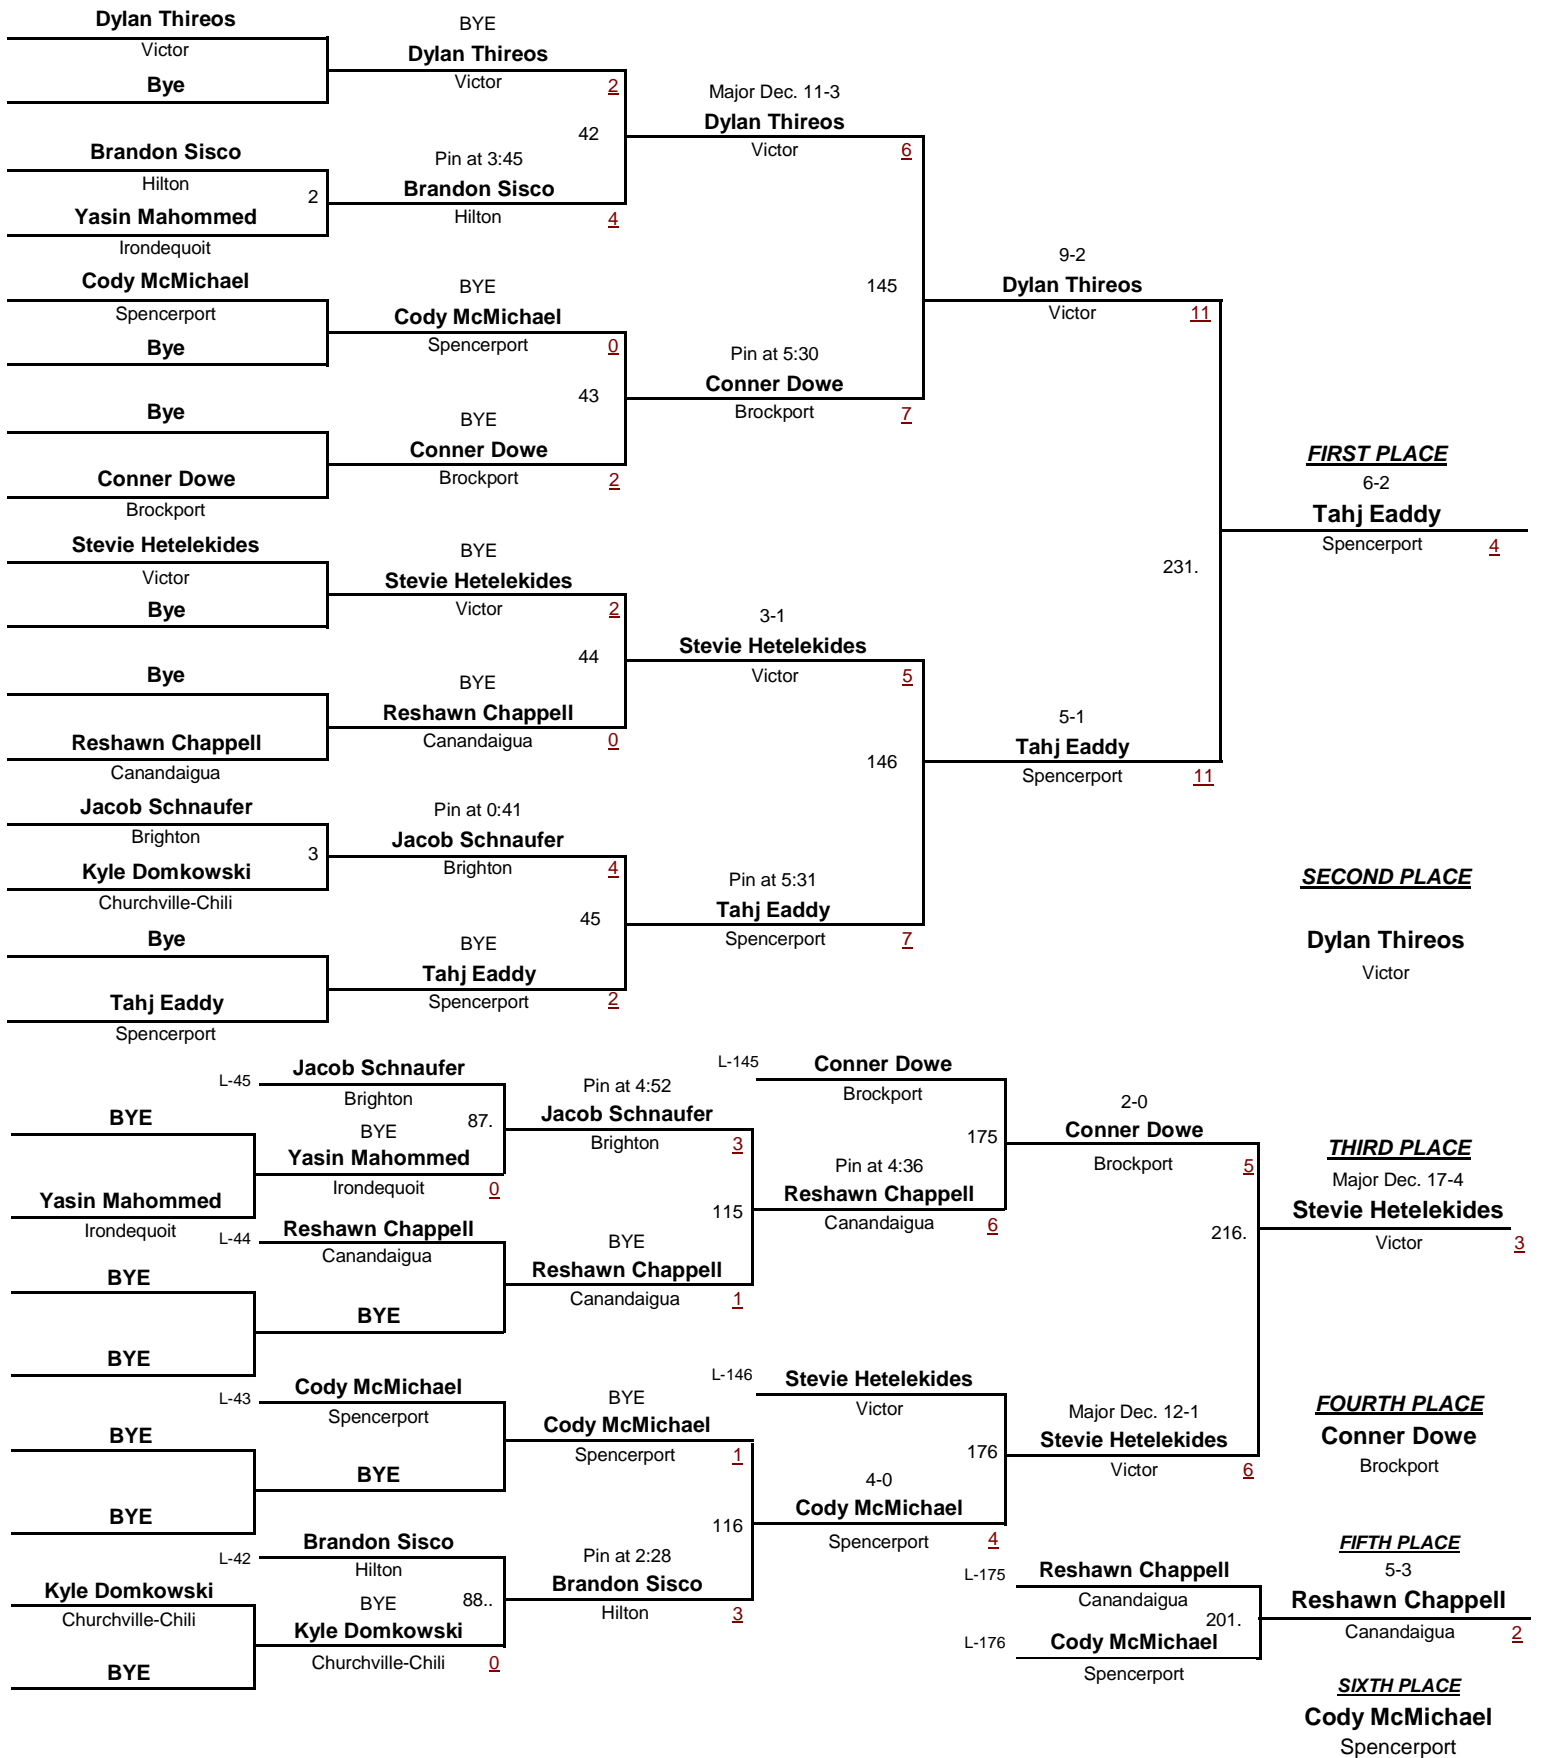 Dylan Thireos
Victor
Bye
Brandon Sisco
Hilton
2
Yasin Mahommed
Irondequoit
Cody McMichael
Spencerport
Bye
Bye
Conner Dowe
Brockport
Stevie Hetelekides
Victor
Bye
Bye
Reshawn Chappell
Canandaigua
Jacob Schnaufer
Brighton
3
Kyle Domkowski
Churchville-Chili
Bye
Tahj Eaddy
Spencerport
BYE
Dylan Thireos
Victor
2
42
Pin at 3:45
Brandon Sisco
Hilton
4
BYE
Cody McMichael
Spencerport
0
43
BYE
Conner Dowe
Brockport
2
BYE
Stevie Hetelekides
Victor
2
44
BYE
Reshawn Chappell
Canandaigua
0
Pin at 0:41
Jacob Schnaufer
Brighton
4
45
BYE
Tahj Eaddy
Spencerport
2
Major Dec. 11-3
Dylan Thireos
Victor
6
145
Pin at 5:30
Conner Dowe
Brockport
7
3-1
Stevie Hetelekides
Victor
5
146
Pin at 5:31
Tahj Eaddy
Spencerport
7
9-2
Dylan Thireos
Victor
11
231.
5-1
Tahj Eaddy
Spencerport
11
FIRST PLACE
6-2
Tahj Eaddy
Spencerport
4
SECOND PLACE
Dylan Thireos
Victor
BYE
Yasin Mahommed
Irondequoit
BYE
BYE
BYE
BYE
Kyle Domkowski
Churchville-Chili
BYE
L-45
Jacob Schnaufer
Brighton
87.
BYE
Yasin Mahommed
Irondequoit
0
L-44
Reshawn Chappell
Canandaigua
BYE
L-43
Cody McMichael
Spencerport
BYE
L-42
Brandon Sisco
Hilton
88..
BYE
Kyle Domkowski
Churchville-Chili
0
Pin at 4:52
Jacob Schnaufer
Brighton
3
115
BYE
Reshawn Chappell
Canandaigua
1
BYE
Cody McMichael
Spencerport
1
116
Pin at 2:28
Brandon Sisco
Hilton
3
L-145
Conner Dowe
Brockport
175
Pin at 4:36
Reshawn Chappell
Canandaigua
6
L-146
Stevie Hetelekides
Victor
176
4-0
Cody McMichael
Spencerport
4
2-0
Conner Dowe
Brockport
5
216.
Major Dec. 12-1
Stevie Hetelekides
Victor
6
L-175
Reshawn Chappell
Canandaigua
201.
L-176
Cody McMichael
Spencerport
THIRD PLACE
Major Dec. 17-4
Stevie Hetelekides
Victor
3
FOURTH PLACE
Conner Dowe
Brockport
FIFTH PLACE
5-3
Reshawn Chappell
Canandaigua
2
SIXTH PLACE
Cody McMichael
Spencerport